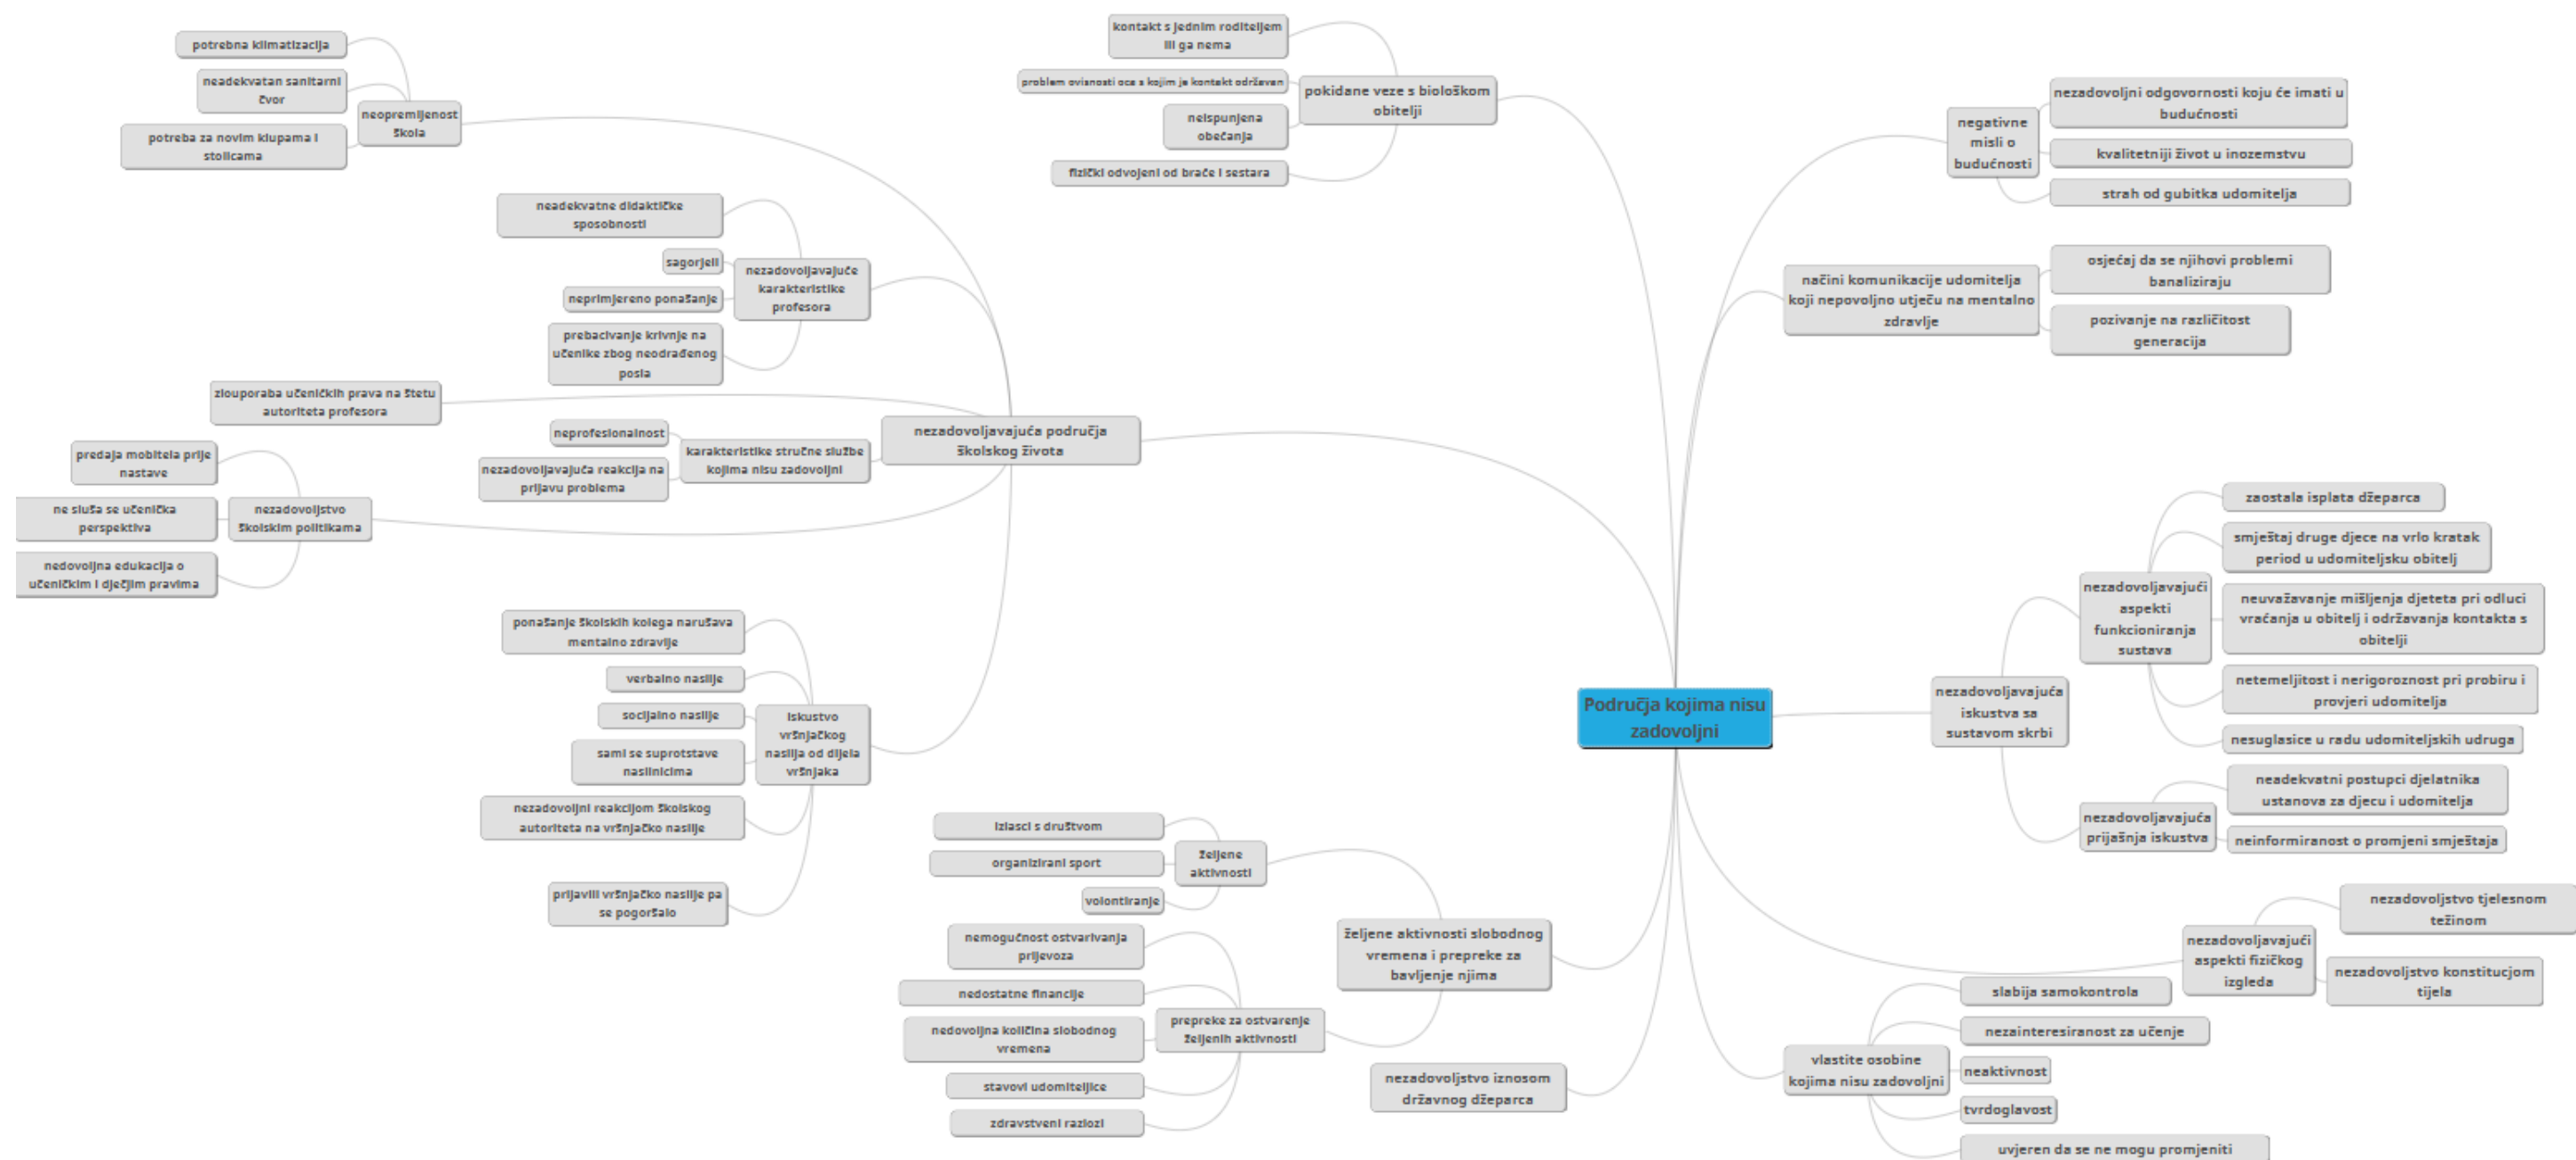 Područja kojima nisu
zadovoljni
pokidane veze s biološkom
obitelji
kontakt s jednim roditeljem
ili ga nema
problem ovisnosti oca s kojim je kontakt održavan
neispunjena
obećanja
fizički odvojeni od braće i sestara
nezadovoljavajuća područja
školskog života
neopremljenost
škola
potrebna klimatizacija
neadekvatan sanitarni
čvor
potreba za novim klupama i
stolicama
nezadovoljavajuće
karakteristike
profesora
neadekvatne didaktičke
sposobnosti
sagorjeli
neprimjereno ponašanje
prebacivanje krivnje na
učenike zbog neodrađenog
posla
zlouporaba učeničkih prava na štetu
autoriteta profesora
karakteristike stručne službe
kojima nisu zadovoljni
neprofesionalnost
nezadovoljavajuća reakcija na
prijavu problema
nezadovoljstvo
školskim politikama
predaja mobitela prije
nastave
ne sluša se učenička
perspektiva
nedovoljna edukacija o
učeničkim i dječjim pravima
iskustvo
vršnjačkog
nasilja od dijela
vršnjaka
ponašanje školskih kolega narušava
mentalno zdravlje
verbalno nasilje
socijalno nasilje
sami se suprotstave
nasilnicima
nezadovoljni reakcijom školskog
autoriteta na vršnjačko nasilje
prijavili vršnjačko nasilje pa
se pogoršalo
željene aktivnosti slobodnog
vremena i prepreke za
bavljenje njima
željene
aktivnosti
izlasci s društvom
organizirani sport
volontiranje
prepreke za ostvarenje
željenih aktivnosti
nemogućnost ostvarivanja
prijevoza
nedostatne financije
nedovoljna količina slobodnog
vremena
stavovi udomiteljice
zdravstveni razlozi
nezadovoljstvo iznosom
državnog džeparca
negativne
misli o
budućnosti
nezadovoljni odgovornosti koju će imati u
budućnosti
kvalitetniji život u inozemstvu
strah od gubitka udomitelja
načini komunikacije udomitelja
koji nepovoljno utječu na mentalno
zdravlje
osjećaj da se njihovi problemi
banaliziraju
pozivanje na različitost
generacija
nezadovoljavajuća
iskustva sa
sustavom skrbi
nezadovoljavajući
aspekti
funkcioniranja
sustava
zaostala isplata džeparca
smještaj druge djece na vrlo kratak
period u udomiteljsku obitelj
neuvažavanje mišljenja djeteta pri odluci
vraćanja u obitelj i održavanja kontakta s
obitelji
netemeljitost i nerigoroznost pri probiru i
provjeri udomitelja
nesuglasice u radu udomiteljskih udruga
nezadovoljavajuća
prijašnja iskustva
neadekvatni postupci djelatnika
ustanova za djecu i udomitelja
neinformiranost o promjeni smještaja
nezadovoljavajući
aspekti fizičkog
izgleda
nezadovoljstvo tjelesnom
težinom
nezadovoljstvo konstitucjom
tijela
vlastite osobine
kojima nisu zadovoljni
slabija samokontrola
nezainteresiranost za učenje
neaktivnost
tvrdoglavost
uvjeren da se ne mogu promjeniti